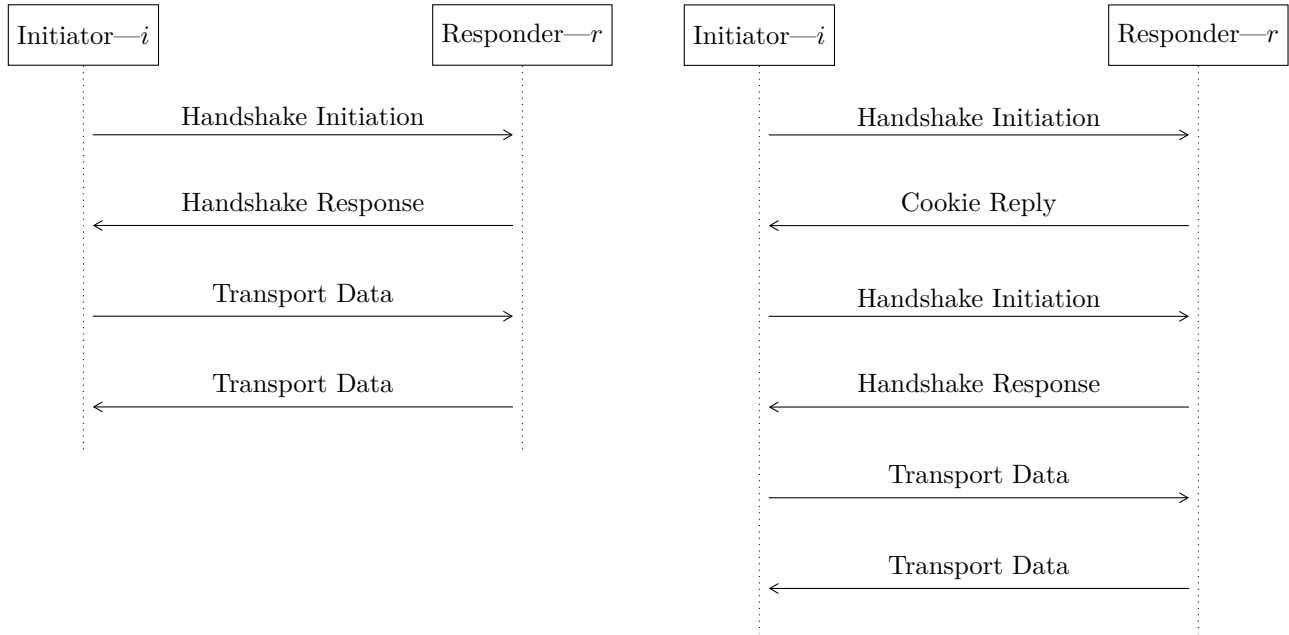 Initiator—i
Responder—r
Handshake Initiation
Handshake Response
Transport Data
Transport Data
Initiator—i
Responder—r
Handshake Initiation
Cookie Reply
Handshake Initiation
Handshake Response
Transport Data
Transport Data